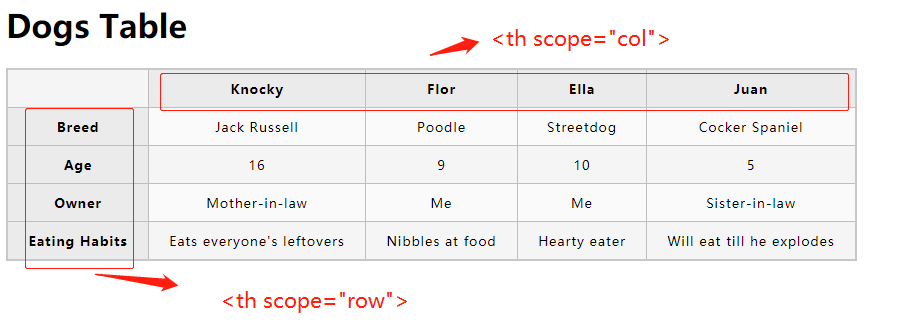 Dogs Table
<th scope="col">
Knocky Flor Ella Juan
Breed Jack Russell Poodle Streetdog Cocker Spaniel
Age 16 9 10 5
Owner Mother-in-law Me Me Sister-in-law
Eating Habits Eats everyone's leftovers Nibbles at food Hearty eater Will eat till he explodes
<th scope="row">